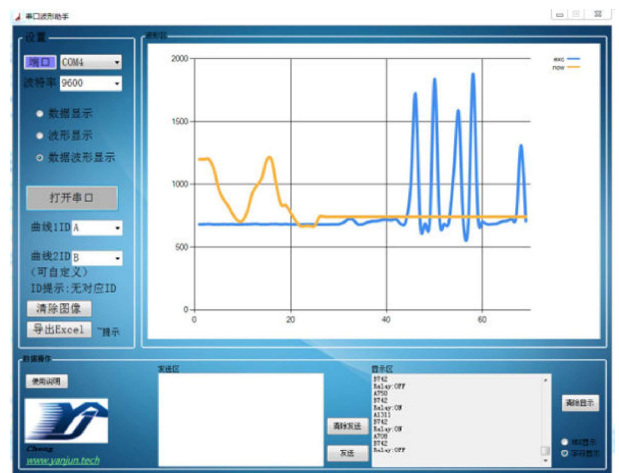 串口波形助手
设置
端口 COM4
波特率 9600
数据显示
波形显示
数据波形显示
打开串口
曲线1ID A
曲线2ID B
(可自定义)
ID提示:无对应ID
清除图像
导出Excel
提示
波形区
2000
1500
1000
500
0
0
20
40
60
exc
now
数据操作
使用说明
Cheng
www.yanjun.tech
发送区
清除发送
发送
显示区
B742
Relay:OFF
A750
B742
Relay:ON
A1311
B742
Relay:ON
A708
B742
Relay:OFF
清除显示
字符显示